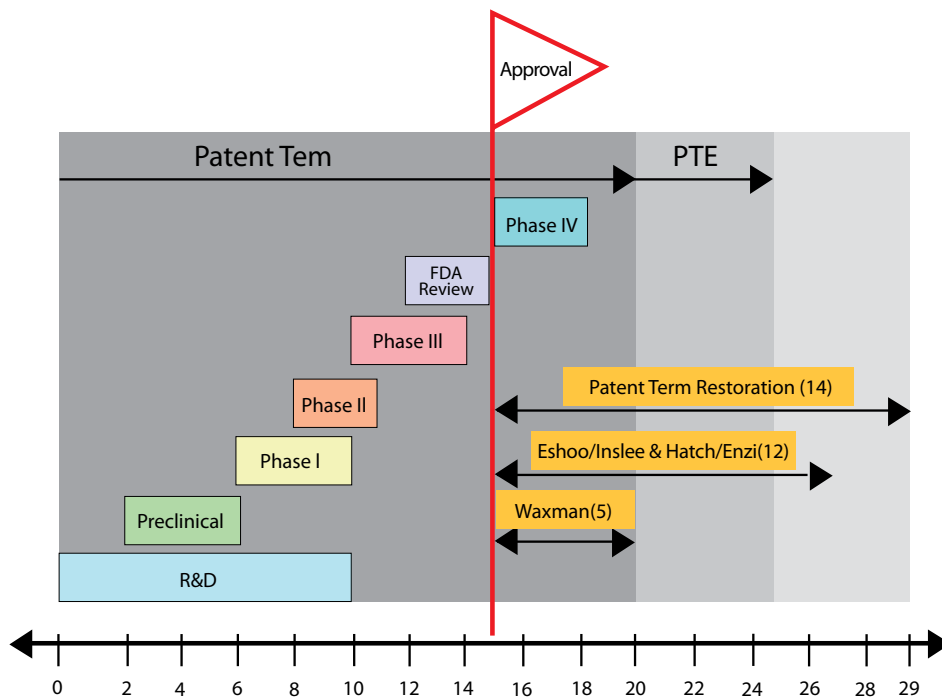 Approval
Patent Tem
PTE
Phase IV
FDA
Review
Phase III
Patent Term Restoration (14)
Phase II
Eshoo/Inslee & Hatch/Enzi(12)
Phase I
Waxman(5)
Preclinical
R&D
0 2 4 6 8 10 12 14 16 18 20 22 24 26 28 29